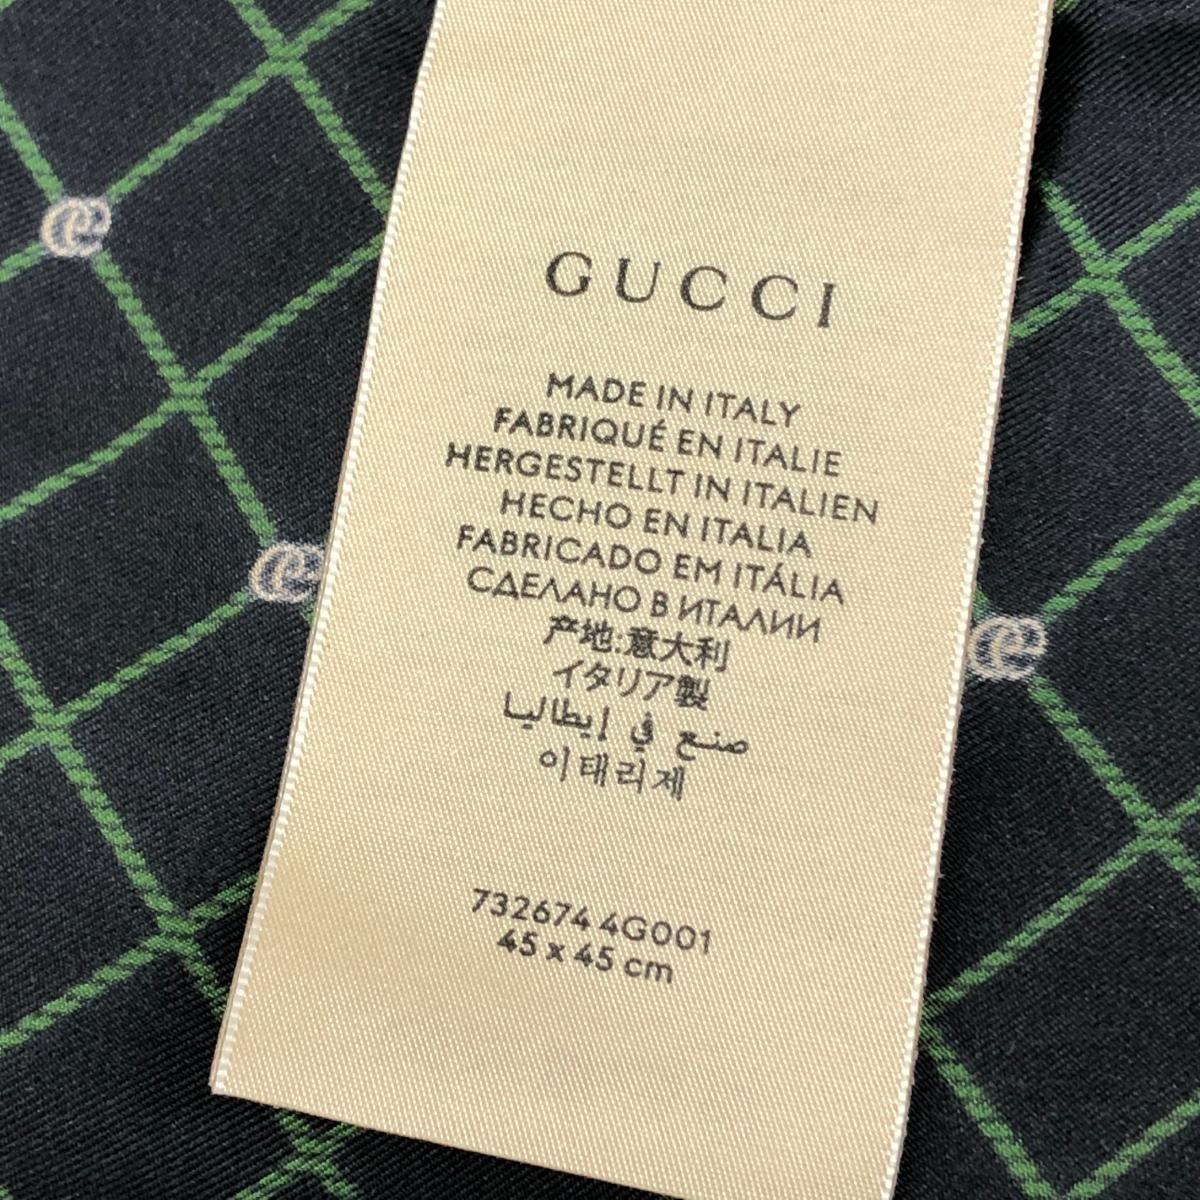 GUCCI
MADE IN ITALY
FABRIQUÉ EN ITALIE
HERGESTELLT IN ITALIEN
HECHO EN ITALIA
FABRICADO EM ITÁLIA
СДЕЛАНО В ИТАЛИИ
产地:意大利
イタリア製
صنع في إيطاليا
이태리제
732674 4G001
45 x 45 cm